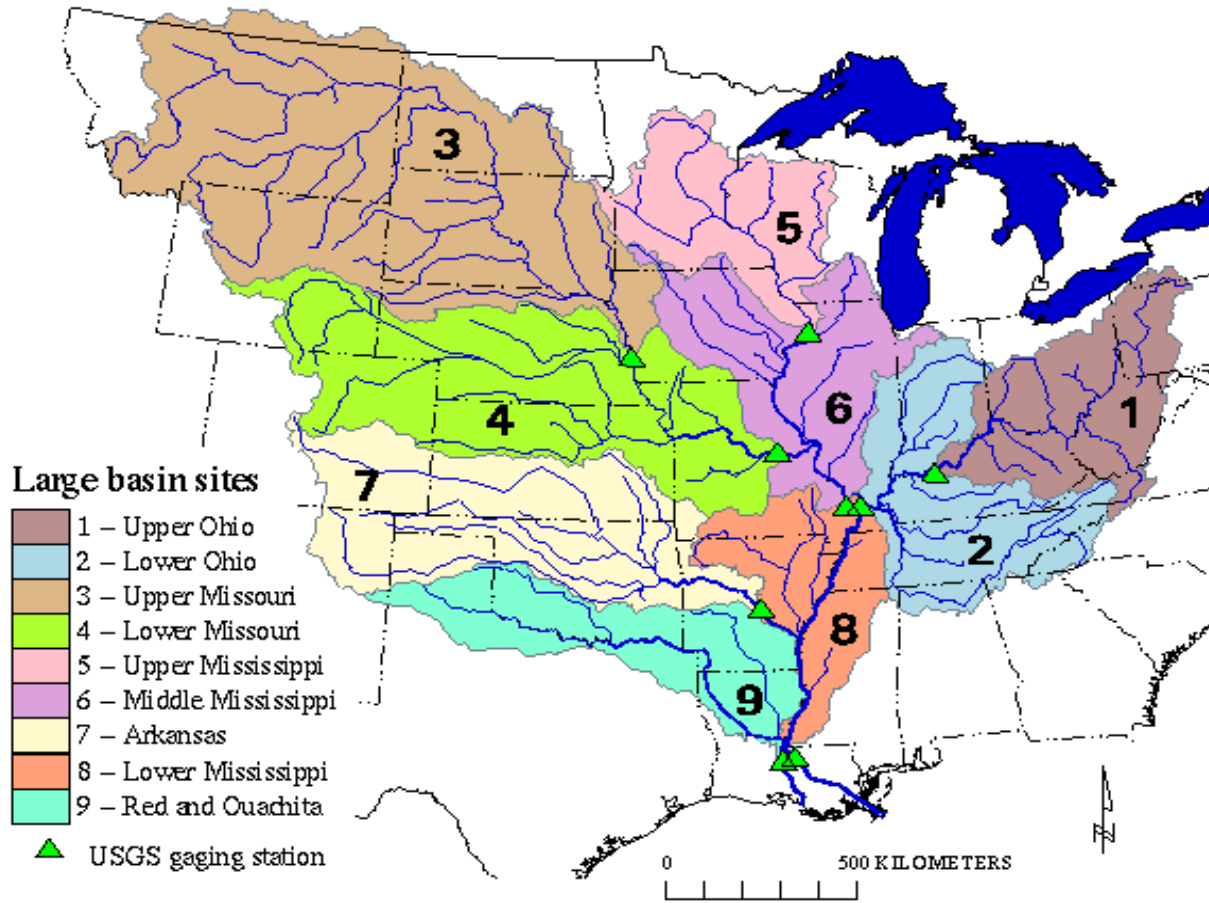 3
5
1
4
6
7
2
8
9
Large basin sites
1 – Upper Ohio
2 – Lower Ohio
3 – Upper Missouri
4 – Lower Missouri
5 – Upper Mississippi
6 – Middle Mississippi
7 – Arkansas
8 – Lower Mississippi
9 – Red and Ouachita
USGS gaging station
0 500 KILOMETERS
N